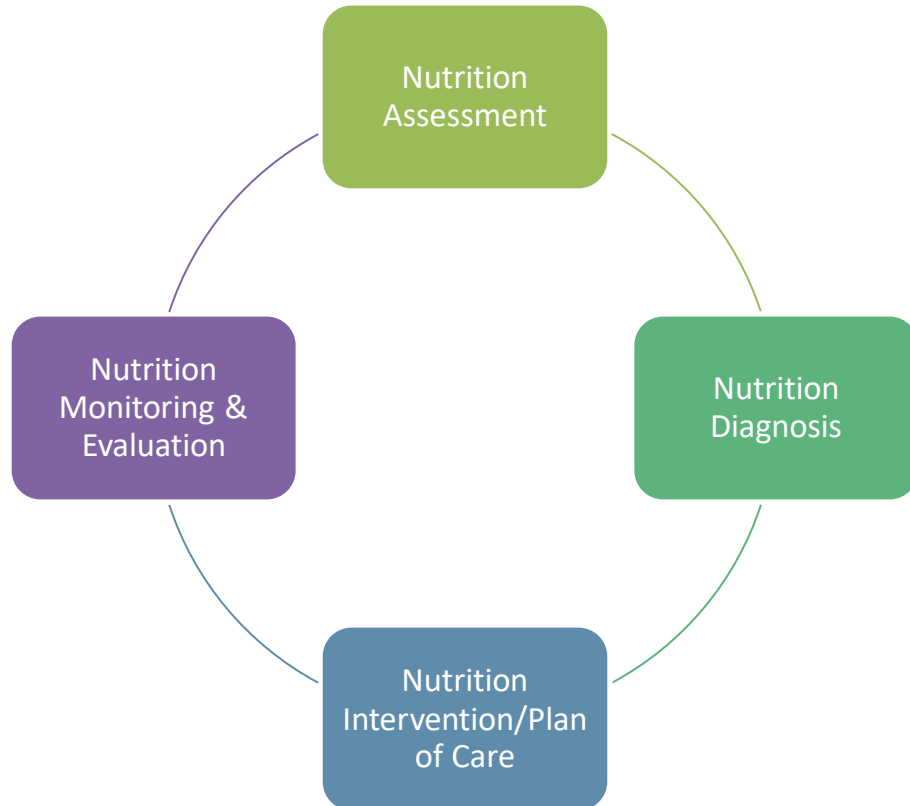 Nutrition
Assessment
Nutrition
Diagnosis
Nutrition
Intervention/Plan
of Care
Nutrition
Monitoring &
Evaluation